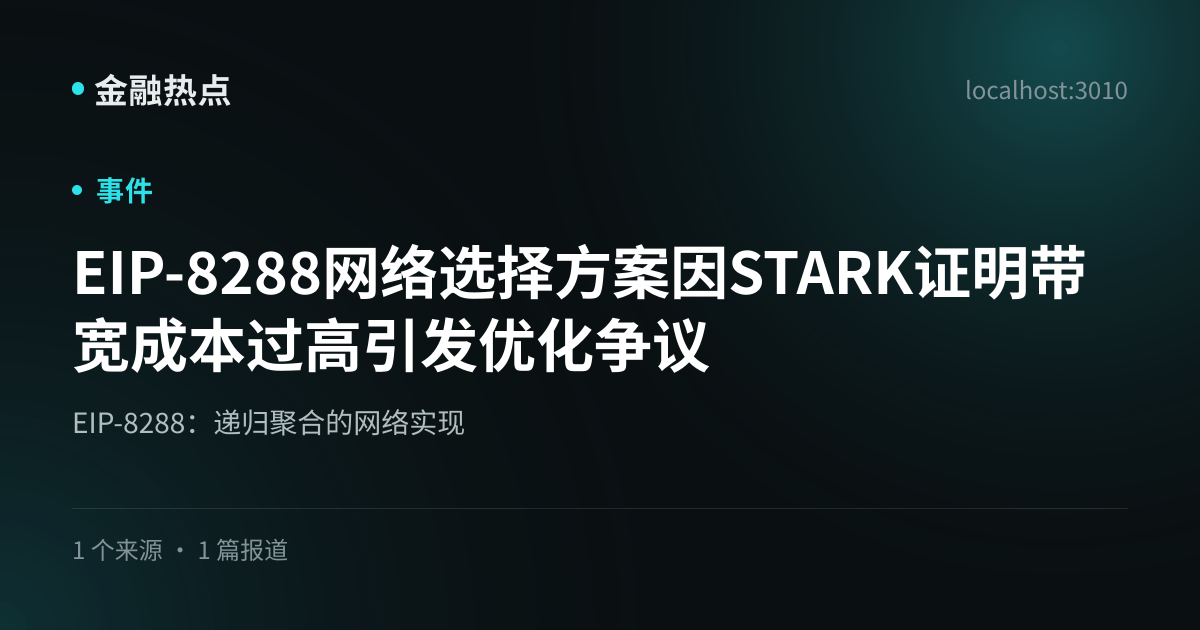 金融热点
localhost:3010
事件
EIP-8288网络选择方案因STARK证明带
宽成本过高引发优化争议
EIP-8288：递归聚合的网络实现
1 个来源 · 1 篇报道